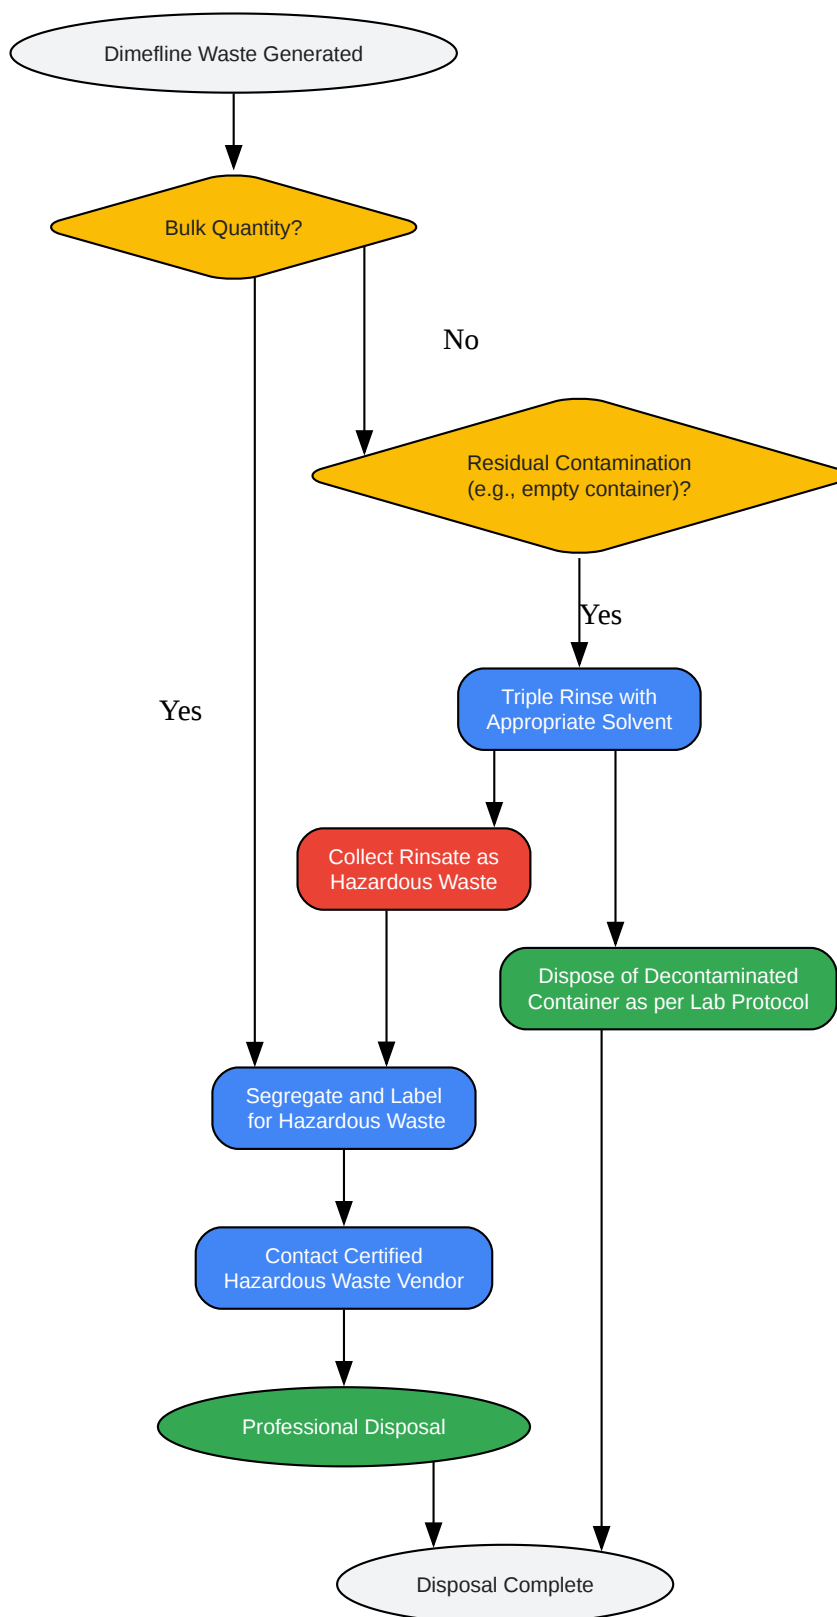 Dimefline Waste Generated
Bulk Quantity?
No
Residual Contamination
(e.g., empty container)?
Yes
Triple Rinse with
Appropriate Solvent
Yes
Collect Rinsate as
Hazardous Waste
Dispose of Decontaminated
Container as per Lab Protocol
Segregate and Label
for Hazardous Waste
Contact Certified
Hazardous Waste Vendor
Professional Disposal
Disposal Complete